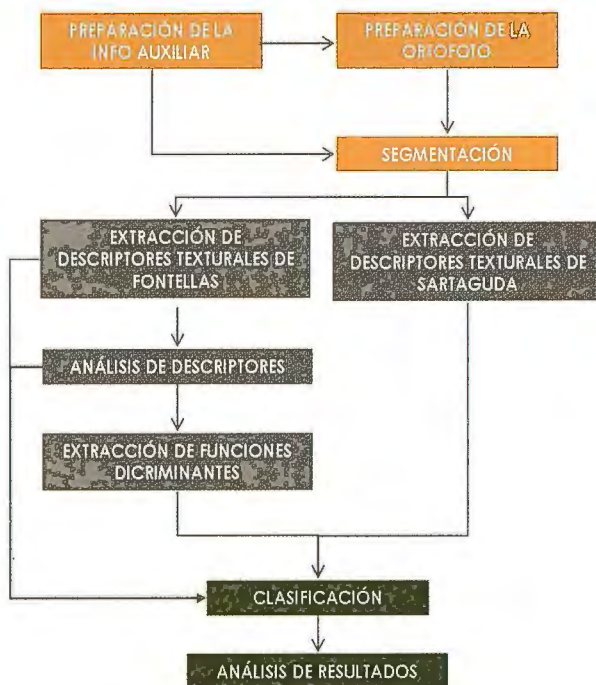 PREPARACIÓN DE LA
INFO AUXILIAR
PREPARACIÓN DE LA
ORTOFOTO
SEGMENTACIÓN
EXTRACCIÓN DE
DESCRIPTORES TEXTURALES DE
FONTELLAS
EXTRACCIÓN DE
DESCRIPTORES TEXTURALES DE
SARTAGUDA
ANÁLISIS DE DESCRIPTORES
EXTRACCIÓN DE FUNCIONES
DICRIMINANTES
CLASIFICACIÓN
ANÁLISIS DE RESULTADOS